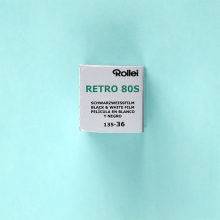 Rollei
RETRO 80S
SCHWARZWEISSFILM
BLACK & WHITE FILM
PELÍCULA EN BLANCO
Y NEGRO
135-36